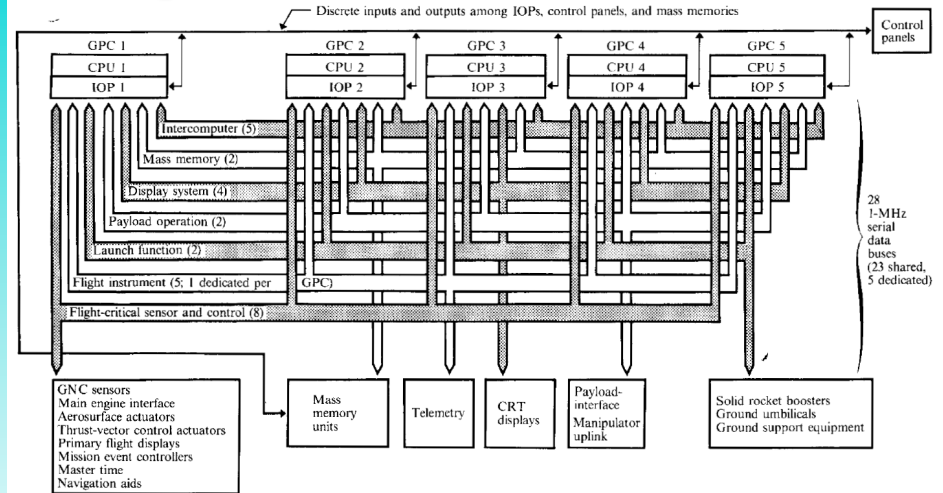 Discrete inputs and outputs among IOPs, control panels, and mass memories
Control
panels
GPC 1
CPU 1
IOP 1
GPC 2
CPU 2
IOP 2
GPC 3
CPU 3
IOP 3
GPC 4
CPU 4
IOP 4
GPC 5
CPU 5
IOP 5
Intercomputer (5)
Mass memory (2)
Display system (4)
Payload operation (2)
Launch function (2)
Flight instrument (5; 1 dedicated per GPC)
Flight-critical sensor and control (8)
28
1-MHz
serial
data
buses
(23 shared,
5 dedicated)
GNC sensors
Main engine interface
Aerosurface actuators
Thrust-vector control actuators
Primary flight displays
Mission event controllers
Master time
Navigation aids
Mass
memory
units
Telemetry
CRT
displays
Payload-
interface
Manipulator
uplink
Solid rocket boosters
Ground umbilicals
Ground support equipment